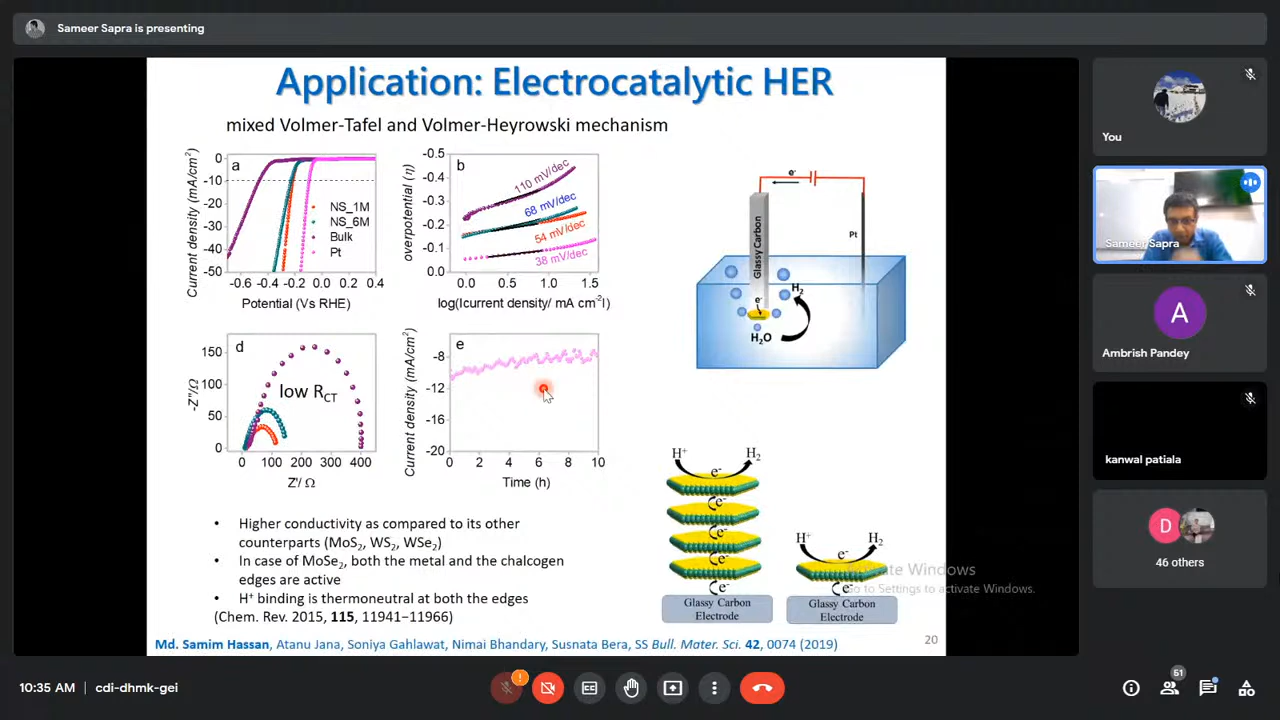 Sameer Sapra is presenting
Application: Electrocatalytic HER
mixed Volmer-Tafel and Volmer-Heyrowski mechanism
a
0
-10
-20
-30
-40
-50
Current density (mA/cm²)
NS_1M
NS_6M
Bulk
Pt
-0.6 -0.4 -0.2 0.0 0.2 0.4
Potential (Vs RHE)
b
-0.5
-0.4
-0.3
-0.2
-0.1
0.0
overpotential (η)
110 mV/dec
68 mV/dec
54 mV/dec
38 mV/dec
0.0 0.5 1.0 1.5
log(Icurrent density/ mA cm⁻²I)
e⁻
Glassy Carbon
Pt
e⁻
H₂
H₂O
d
150
100
50
0
-Z"/Ω
low R_CT
0 100 200 300 400
Z'/ Ω
e
-8
-12
-16
-20
Current density (mA/cm²)
0 2 4 6 8 10
Time (h)
• Higher conductivity as compared to its other
counterparts (MoS₂, WS₂, WSe₂)
• In case of MoSe₂, both the metal and the chalcogen
edges are active
• H⁺ binding is thermoneutral at both the edges
(Chem. Rev. 2015, 115, 11941−11966)
H⁺ H₂
e⁻
e⁻
e⁻
e⁻
e⁻
Glassy Carbon
Electrode
H⁺ H₂
e⁻
e⁻
Glassy Carbon
Electrode
Activate Windows
Go to Settings to activate Windows.
Md. Samim Hassan, Atanu Jana, Soniya Gahlawat, Nimai Bhandary, Susnata Bera, SS Bull. Mater. Sci. 42, 0074 (2019)
20
You
Sameer Sapra
A
Ambrish Pandey
kanwal patiala
D
46 others
10:35 AM | cdi-dhmk-gei
51